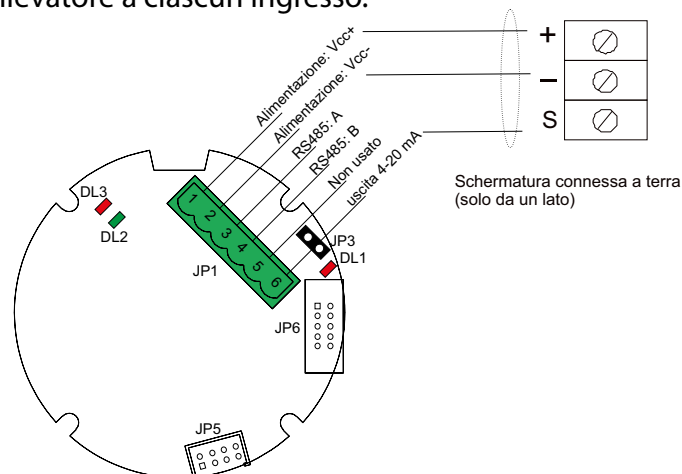 rilevatore a ciascun ingresso.
Alimentazione: Vcc+
Alimentazione: Vcc-
RS485: A
RS485: B
Non usato
uscita 4-20 mA
+
–
S
Schermatura connessa a terra
(solo da un lato)
DL3
DL2
1
2
3
4
5
6
JP1
JP3
DL1
JP6
JP5